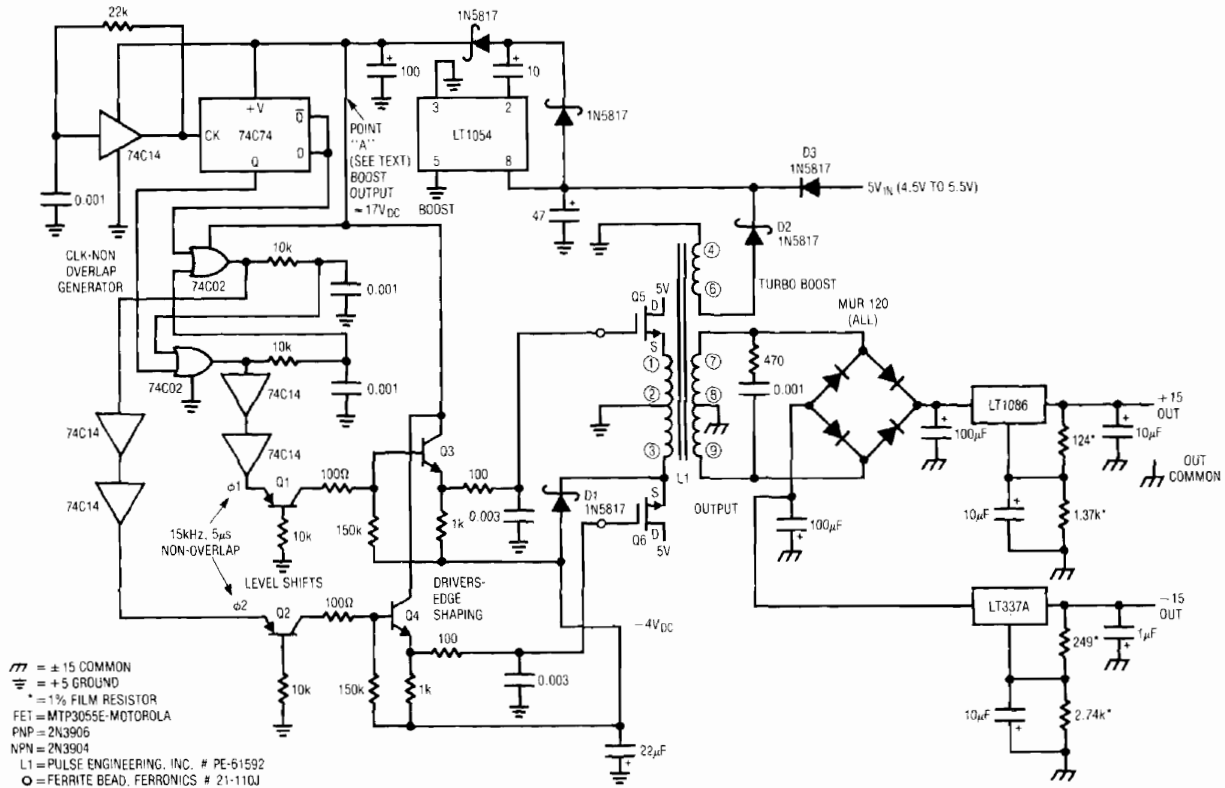 22k
74C14
0.001
CK
+V
74C74
Q̄
D
Q
CLK-NON
OVERLAP
GENERATOR
POINT
"A"
(SEE TEXT)
BOOST
OUTPUT
≈ 17VDC
1N5817
100
10
3
2
LT1054
5
8
BOOST
1N5817
47
D3
1N5817
5VIN (4.5V TO 5.5V)
D2
1N5817
TURBO BOOST
74C02
10k
0.001
74C02
10k
0.001
74C14
74C14
74C14
74C14
ϕ1
Q1
100Ω
10k
15kHz, 5μs
NON-OVERLAP
LEVEL SHIFTS
ϕ2
Q2
100Ω
10k
150k
Q3
100
1k
0.003
DRIVERS-
EDGE
SHAPING
Q4
100
150k
1k
0.003
−4VDC
22μF
D1
1N5817
5V
Q5
D
S
1
2
3
4
6
7
8
9
L1
S
Q6
D
5V
OUTPUT
470
0.001
MUR 120
(ALL)
100μF
LT1086
+15
OUT
124*
10μF
10μF
1.37k*
OUT
COMMON
100μF
LT337A
−15
OUT
249*
1μF
10μF
2.74k*
= ±15 COMMON
= +5 GROUND
* = 1% FILM RESISTOR
FET = MTP3055E-MOTOROLA
PNP = 2N3906
NPN = 2N3904
L1 = PULSE ENGINEERING, INC. # PE-61592
= FERRITE BEAD, FERRONICS # 21-110J